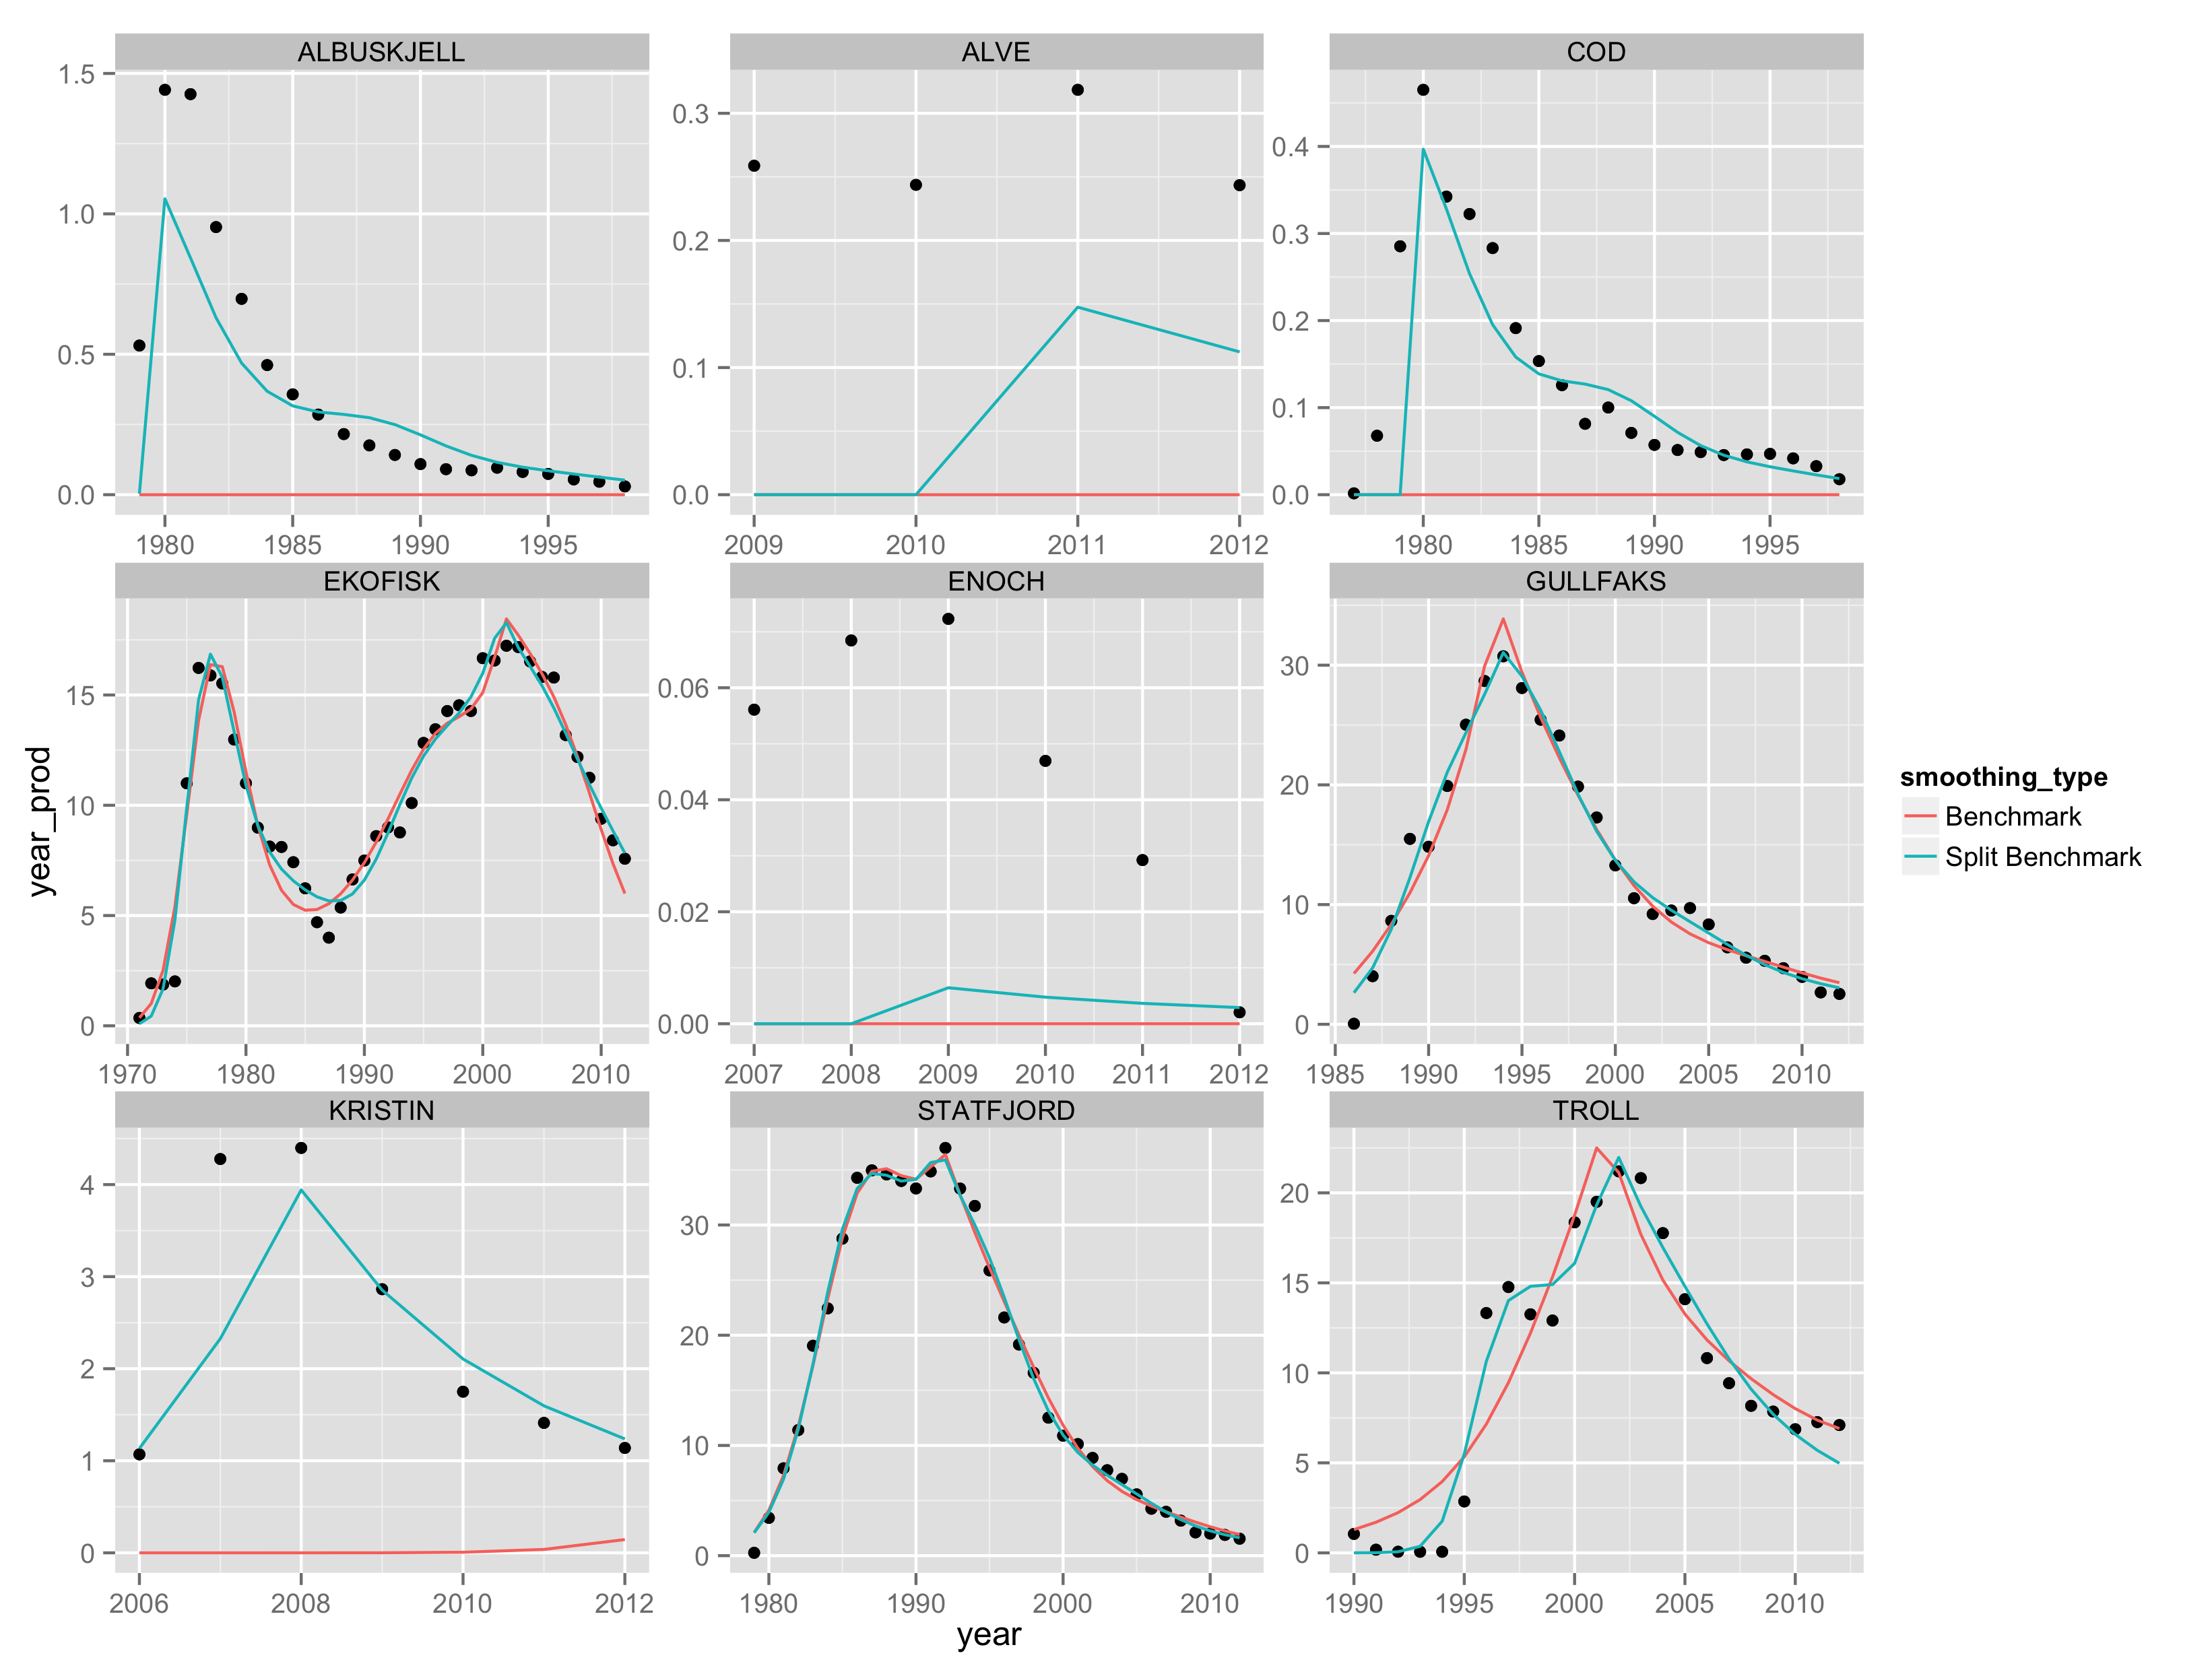 ALBUSKJELL ALVE COD
1.5
1.0
0.5
0.0
1980 1985 1990 1995
0.3
0.2
0.1
0.0
2009 2010 2011 2012
0.4
0.3
0.2
0.1
0.0
1980 1985 1990 1995
EKOFISK ENOCH GULLFAKS
15
10
5
0
1970 1980 1990 2000 2010
0.06
0.04
0.02
0.00
2007 2008 2009 2010 2011 2012
30
20
10
0
1985 1990 1995 2000 2005 2010
KRISTIN STATFJORD TROLL
4
3
2
1
0
2006 2008 2010 2012
30
20
10
0
1980 1990 2000 2010
20
15
10
5
0
1990 1995 2000 2005 2010
year_prod
year
smoothing_type
Benchmark
Split Benchmark